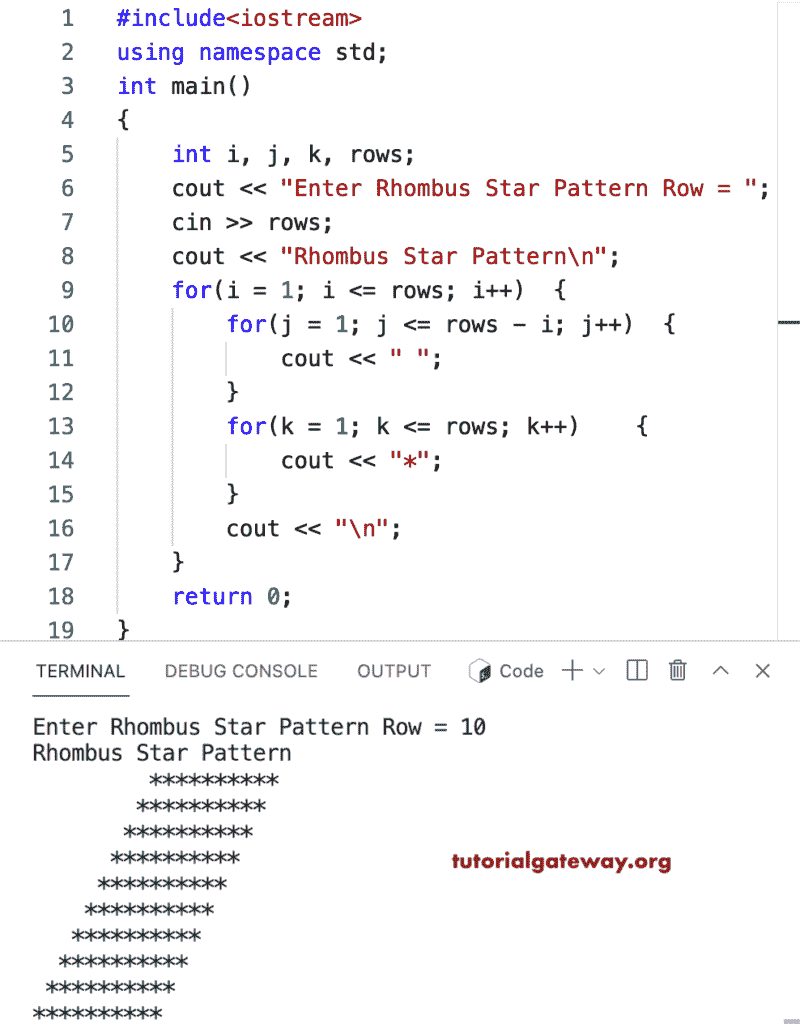 1 #include<iostream>
2 using namespace std;
3 int main()
4 {
5     int i, j, k, rows;
6     cout << "Enter Rhombus Star Pattern Row = ";
7     cin >> rows;
8     cout << "Rhombus Star Pattern\n";
9     for(i = 1; i <= rows; i++)  {
10         for(j = 1; j <= rows - i; j++)  {
11             cout << " ";
12         }
13         for(k = 1; k <= rows; k++)    {
14             cout << "*";
15         }
16         cout << "\n";
17     }
18     return 0;
19 }
TERMINAL DEBUG CONSOLE OUTPUT Code
Enter Rhombus Star Pattern Row = 10
Rhombus Star Pattern
         **********
        **********
       **********
      **********
tutorialgateway.org
     **********
    **********
   **********
  **********
 **********
**********